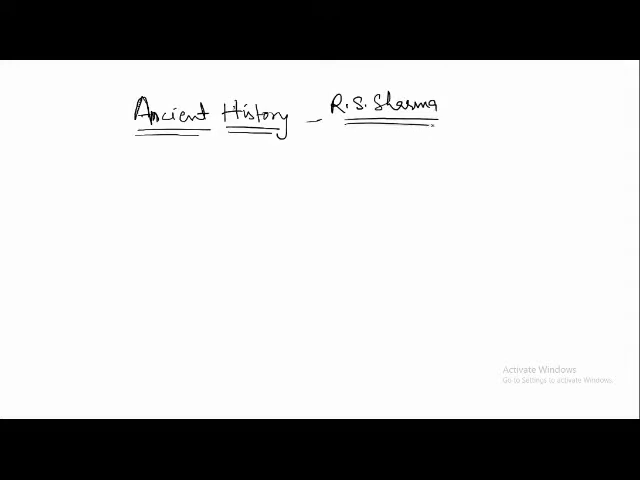 Ancient History - R.S. Sharma
Activate Windows
Go to Settings to activate Windows.